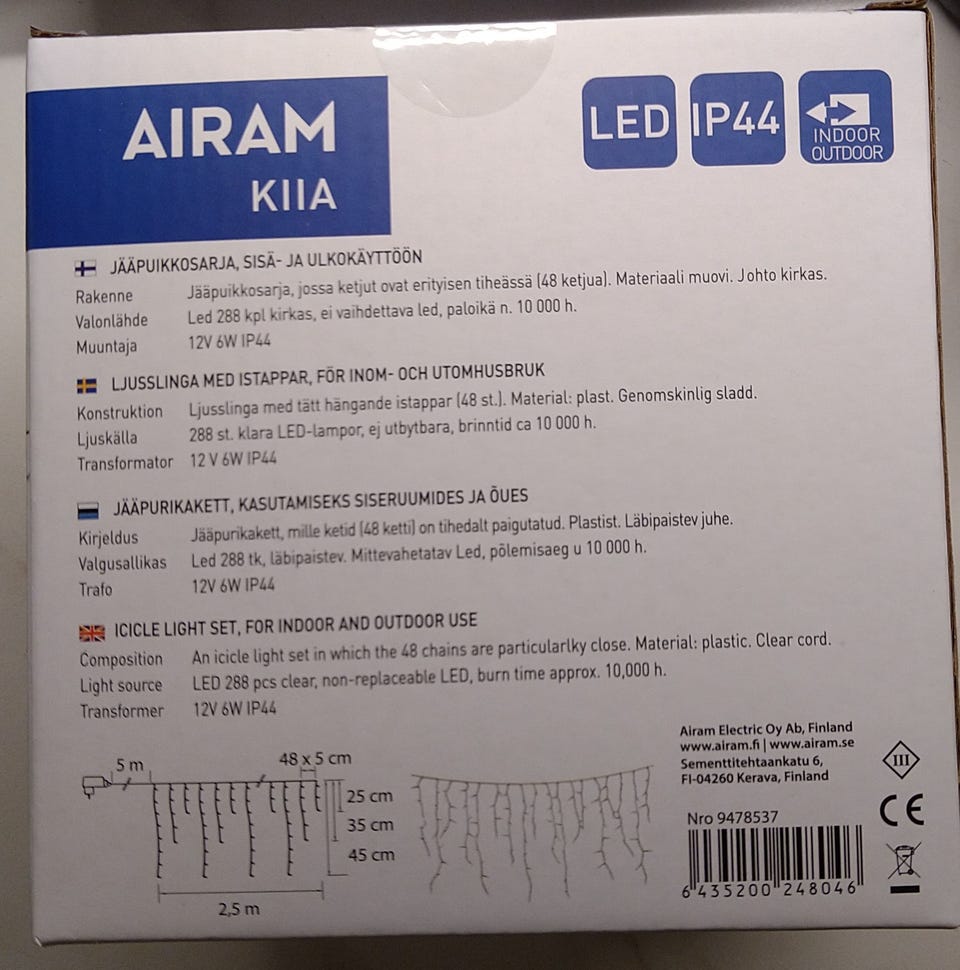 AIRAM
KIIA
LED
IP44
INDOOR
OUTDOOR
JÄÄPUIKKOSARJA, SISÄ- JA ULKOKÄYTTÖÖN
Rakenne Jääpuikkosarja, jossa ketjut ovat erityisen tiheässä (48 ketjua). Materiaali muovi. Johto kirkas.
Valonlähde Led 288 kpl kirkas, ei vaihdettava led, paloikä n. 10 000 h.
Muuntaja 12V 6W IP44
LJUSSLINGA MED ISTAPPAR, FÖR INOM- OCH UTOMHUSBRUK
Konstruktion Ljusslinga med tätt hängande istappar (48 st.). Material: plast. Genomskinlig sladd.
Ljuskälla 288 st. klara LED-lampor, ej utbytbara, brinntid ca 10 000 h.
Transformator 12 V 6W IP44
JÄÄPURIKAKETT, KASUTAMISEKS SISERUUMIDES JA ÕUES
Kirjeldus Jääpurikakett, mille ketid (48 ketti) on tihedalt paigutatud. Plastist. Läbipaistev juhe.
Valgusallikas Led 288 tk, läbipaistev. Mittevahetatav Led, põlemisaeg u 10 000 h.
Trafo 12V 6W IP44
ICICLE LIGHT SET, FOR INDOOR AND OUTDOOR USE
Composition An icicle light set in which the 48 chains are particularlky close. Material: plastic. Clear cord.
Light source LED 288 pcs clear, non-replaceable LED, burn time approx. 10,000 h.
Transformer 12V 6W IP44
5 m
48 x 5 cm
25 cm
35 cm
45 cm
2,5 m
Airam Electric Oy Ab, Finland
www.airam.fi | www.airam.se
Sementtitehtaankatu 6,
FI-04260 Kerava, Finland
III
CE
Nro 9478537
6 435200 248046